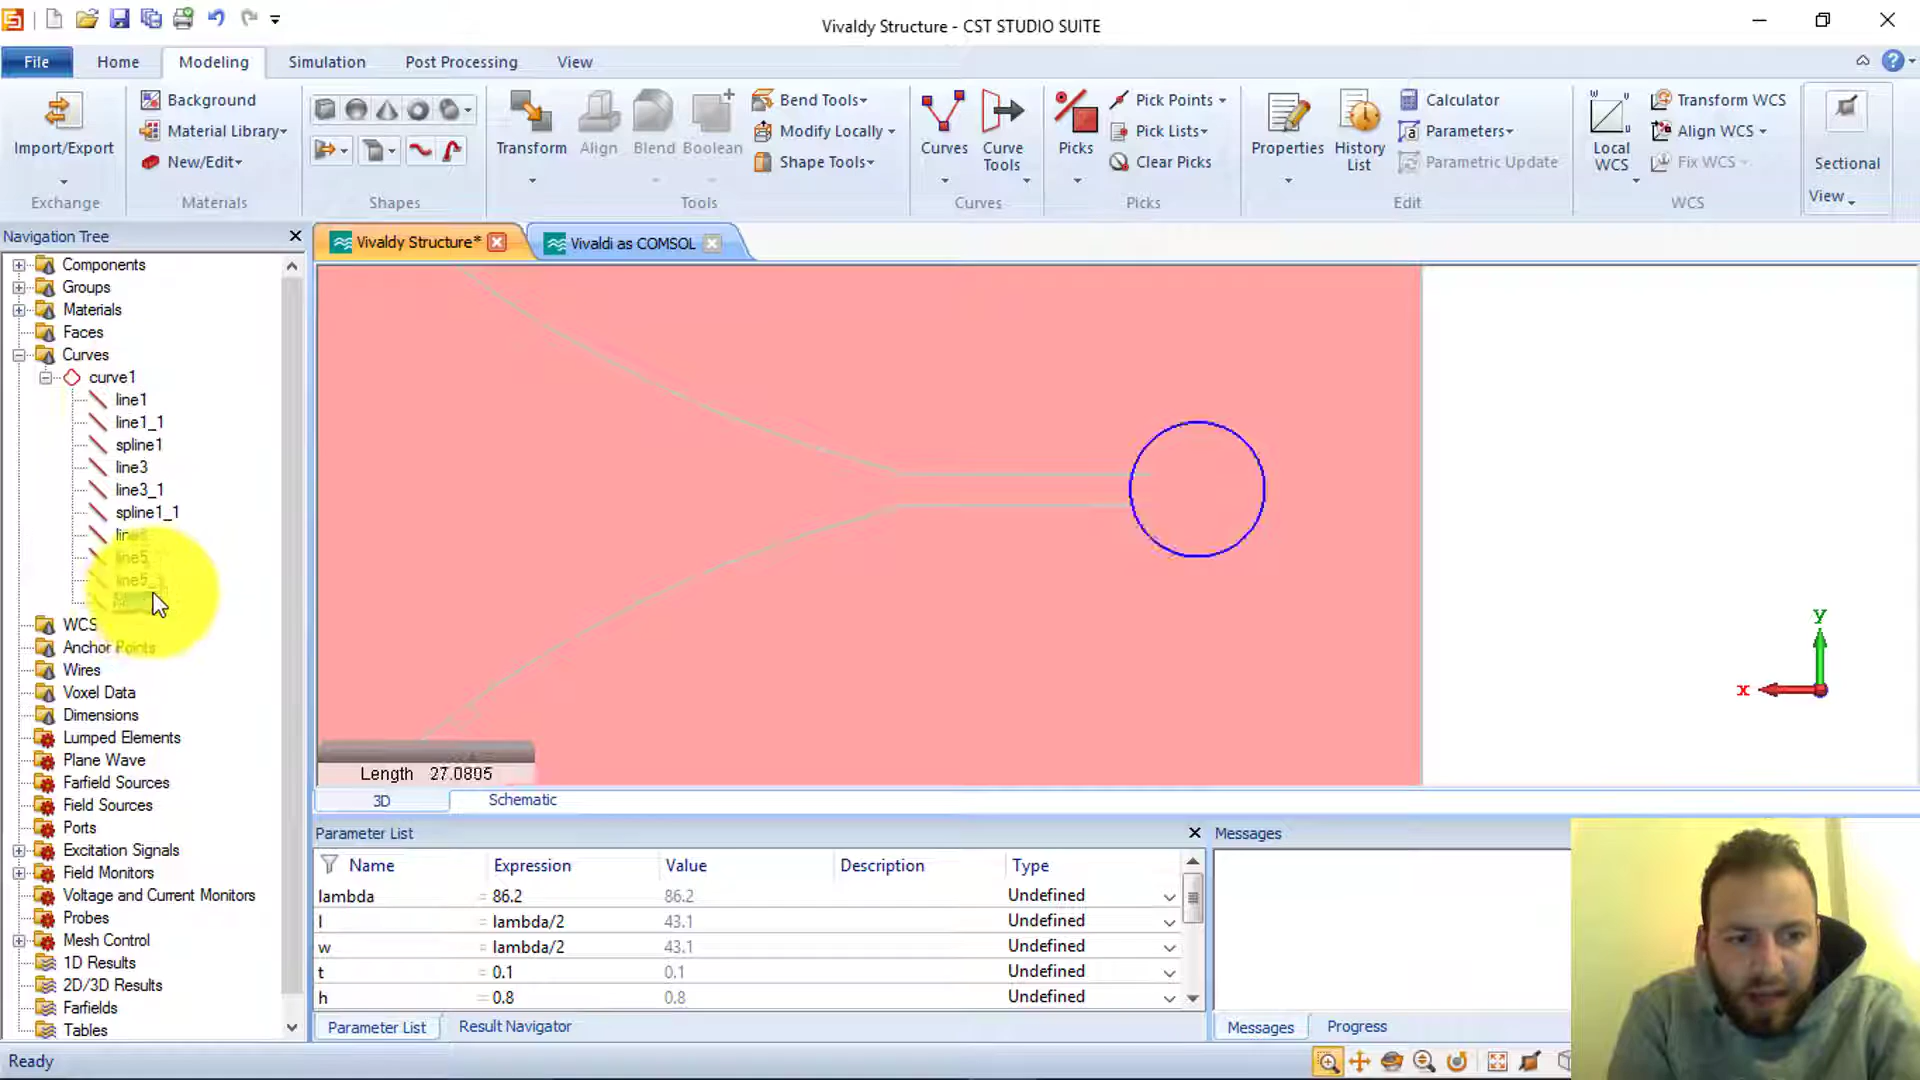 Vivaldy Structure - CST STUDIO SUITE
File Home Modeling Simulation Post Processing View
Import/Export
Exchange
Background
Material Library
New/Edit
Materials
Shapes
Transform
Align
Blend
Boolean
Bend Tools
Modify Locally
Shape Tools
Tools
Curves
Curve Tools
Curves
Picks
Pick Points
Pick Lists
Clear Picks
Picks
Properties
History List
Calculator
Parameters
Parametric Update
Edit
Local WCS
Transform WCS
Align WCS
Fix WCS
WCS
Sectional View
Navigation Tree
Components
Groups
Materials
Faces
Curves
curve1
line1
line1_1
spline1
line3
line3_1
spline1_1
line5
WCS
Anchor Points
Wires
Voxel Data
Dimensions
Lumped Elements
Plane Wave
Farfield Sources
Field Sources
Ports
Excitation Signals
Field Monitors
Voltage and Current Monitors
Probes
Mesh Control
1D Results
2D/3D Results
Farfields
Tables
Vivaldy Structure*
Vivaldi as COMSOL
y
x
Length 27.0805
3D Schematic
Parameter List
Name Expression Value Description Type
lambda = 86.2 86.2 Undefined
l = lambda/2 43.1 Undefined
w = lambda/2 43.1 Undefined
t = 0.1 0.1 Undefined
h = 0.8 0.8 Undefined
Parameter List Result Navigator
Messages
Messages Progress
Ready